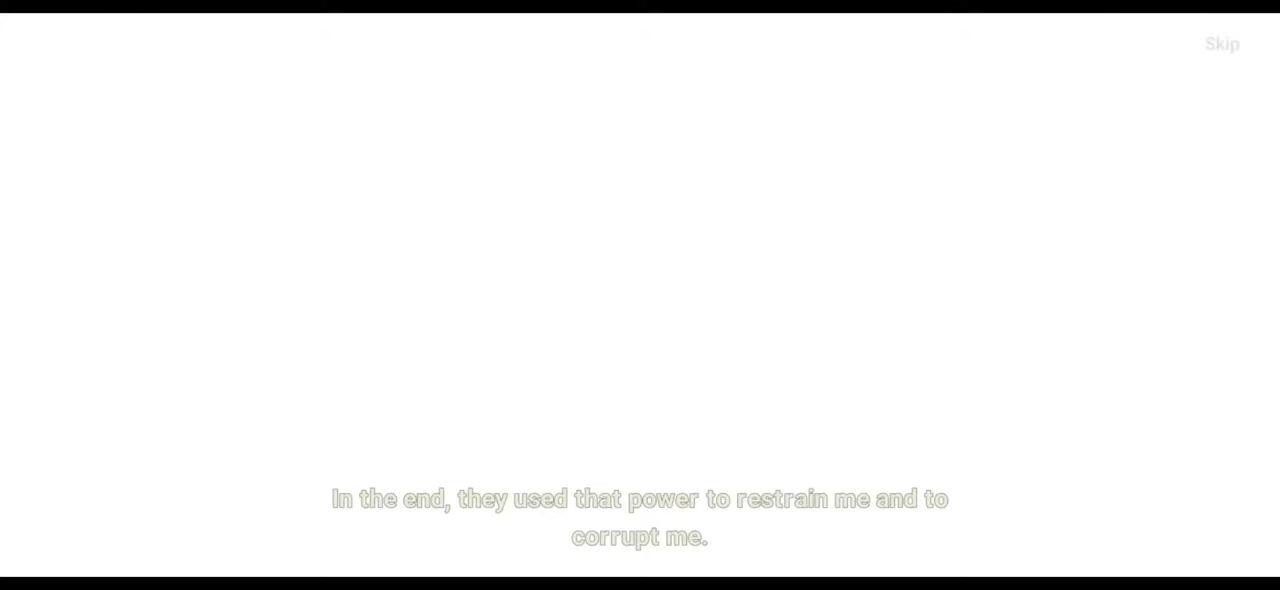 Skip
In the end, they used that power to restrain me and to
corrupt me.